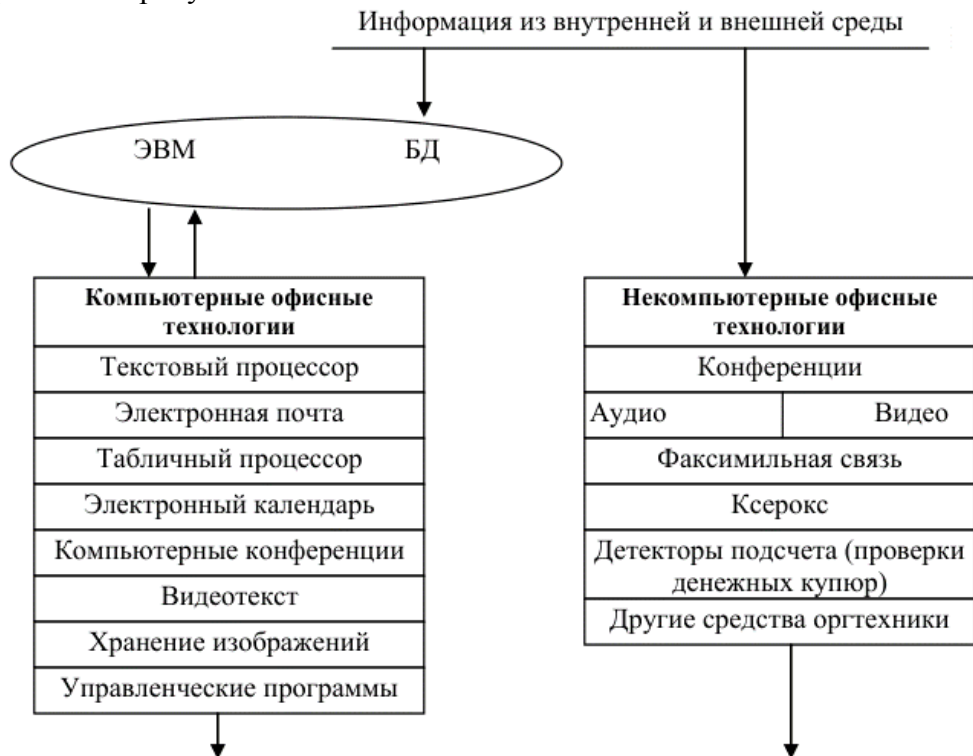 Информация из внутренней и внешней среды
ЭВМ БД
Компьютерные офисные
технологии
Текстовый процессор
Электронная почта
Табличный процессор
Электронный календарь
Компьютерные конференции
Видеотекст
Хранение изображений
Управленческие программы
Некомпьютерные офисные
технологии
Конференции
Аудио Видео
Факсимильная связь
Ксерокс
Детекторы подсчета (проверки
денежных купюр)
Другие средства оргтехники